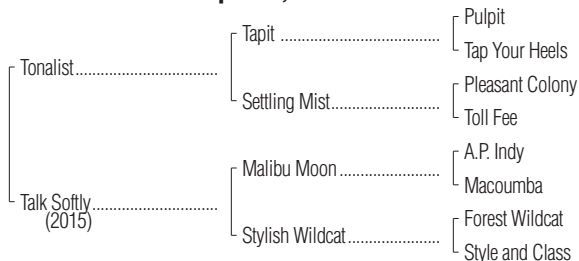 Pulpit
Tapit ...............................
Tap Your Heels
Tonalist............................
Pleasant Colony
Settling Mist.....................
Toll Fee
A.P. Indy
Malibu Moon ...................
Macoumba
Talk Softly........................
(2015)
Forest Wildcat
Stylish Wildcat.................
Style and Class